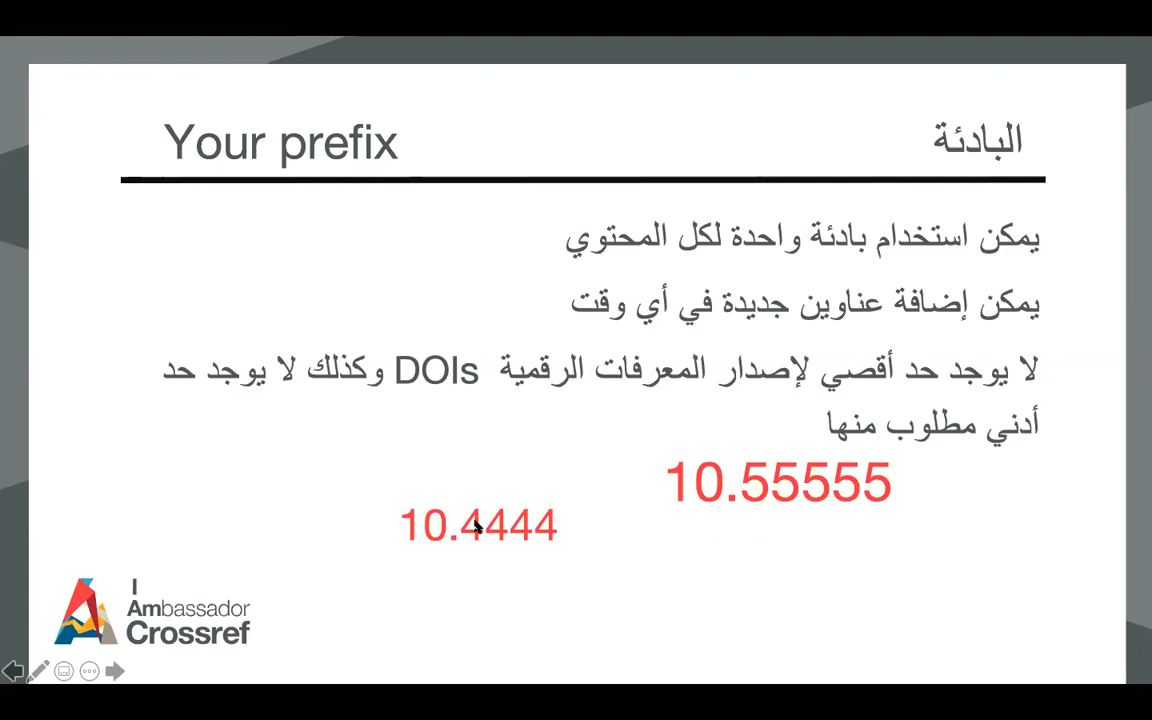 Your prefix
البادئة
يمكن استخدام بادئة واحدة لكل المحتوي
يمكن إضافة عناوين جديدة في أي وقت
لا يوجد حد أقصي لإصدار المعرفات الرقمية DOIs وكذلك لا يوجد حد
أدني مطلوب منها
10.55555
10.4444
I
Ambassador
Crossref